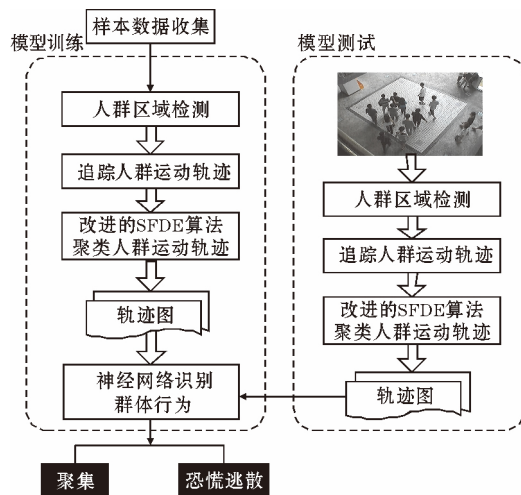 样本数据收集
模型训练
人群区域检测
追踪人群运动轨迹
改进的SFDE算法
聚类人群运动轨迹
轨迹图
神经网络识别
群体行为
聚集
恐慌逃散
模型测试
人群区域检测
追踪人群运动轨迹
改进的SFDE算法
聚类人群运动轨迹
轨迹图